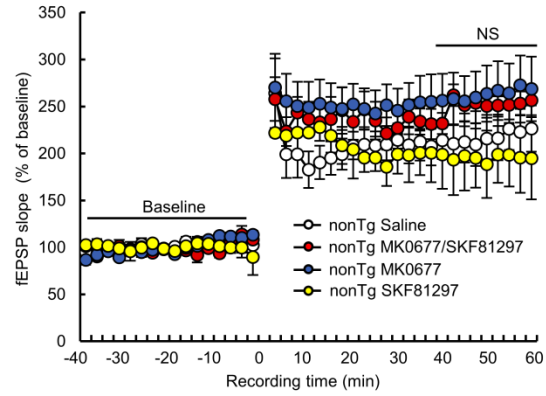 fEPSP slope (% of baseline)
350
300
250
200
150
100
50
0
NS
Baseline
nonTg Saline
nonTg MK0677/SKF81297
nonTg MK0677
nonTg SKF81297
-40 -30 -20 -10 0 10 20 30 40 50 60
Recording time (min)